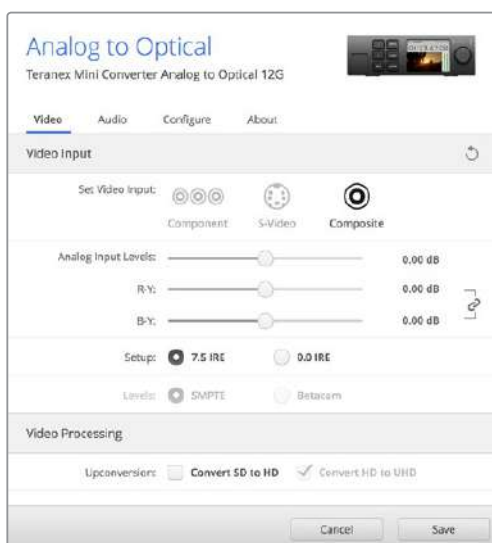 Analog to Optical
Teranex Mini Converter Analog to Optical 12G
Video Audio Configure About
Video Input
Set Video Input:
Component S-Video Composite
Analog Input Levels: 0.00 dB
R-Y: 0.00 dB
B-Y: 0.00 dB
Setup: 7.5 IRE 0.0 IRE
Levels: SMPTE Betacam
Video Processing
Upconversion: Convert SD to HD Convert HD to UHD
Cancel Save